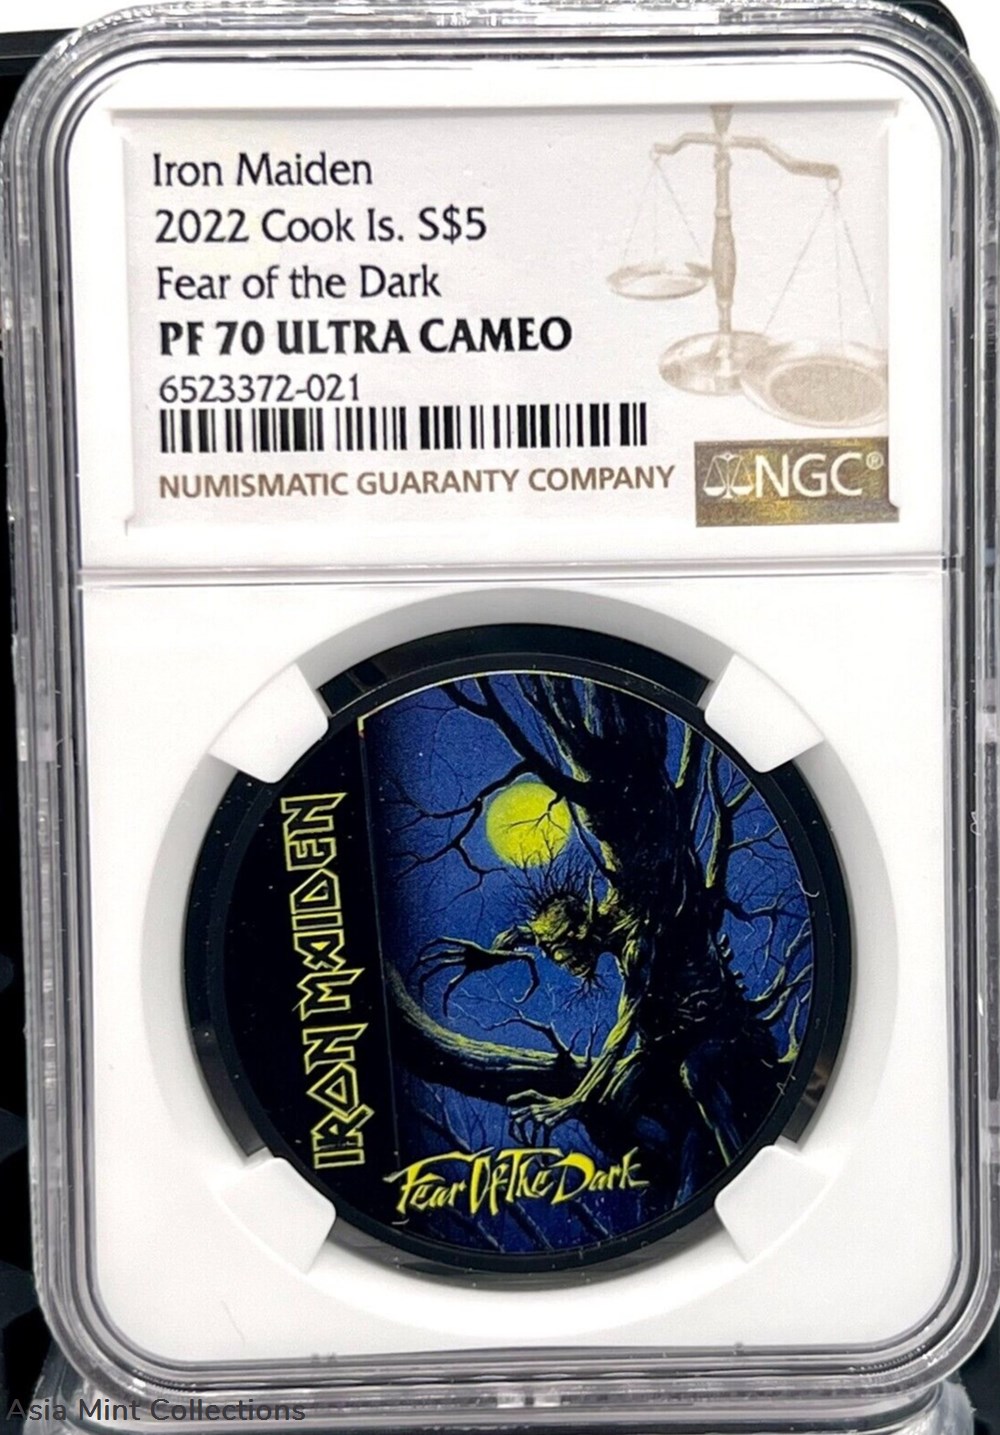 Iron Maiden
2022 Cook Is. S$5
Fear of the Dark
PF 70 ULTRA CAMEO
6523372-021
NUMISMATIC GUARANTY COMPANY
NGC®
IRON MAIDEN
Fear Of The Dark
Asia Mint Collections